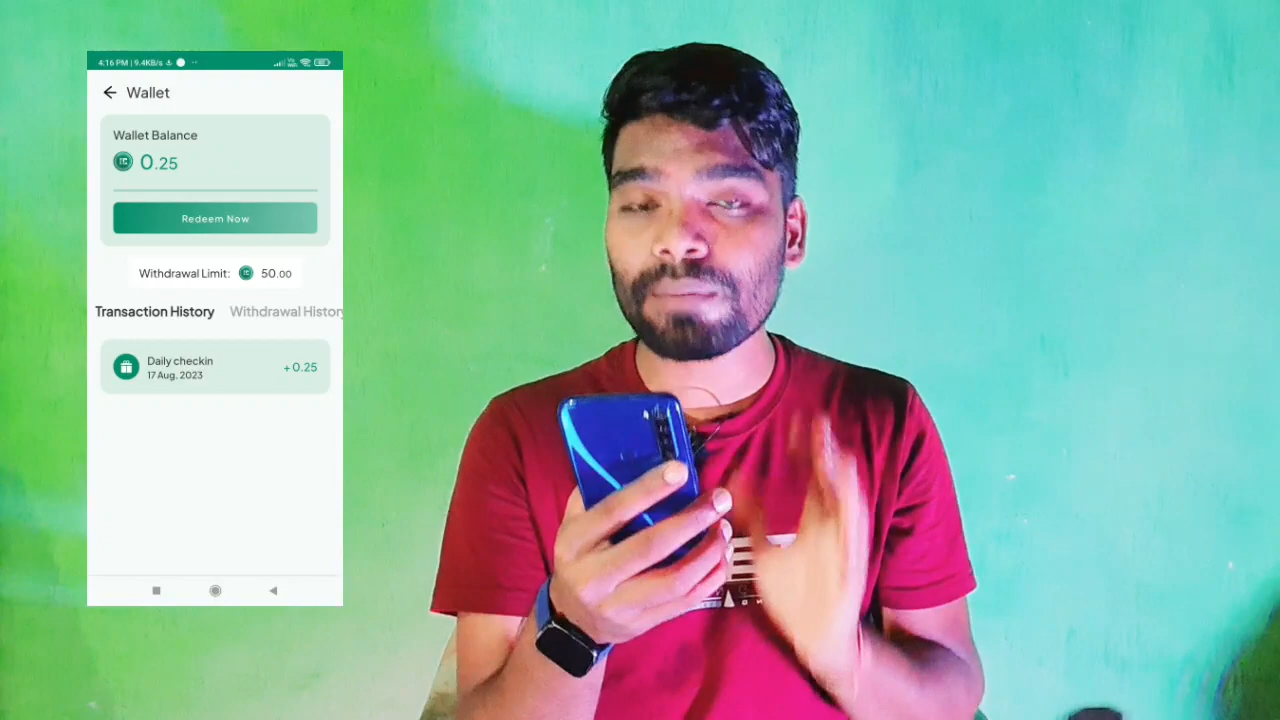 4:16 PM | 9.4KB/s
Wallet
Wallet Balance
0.25
Redeem Now
Withdrawal Limit: 50.00
Transaction History Withdrawal History
Daily checkin
17 Aug, 2023
+0.25